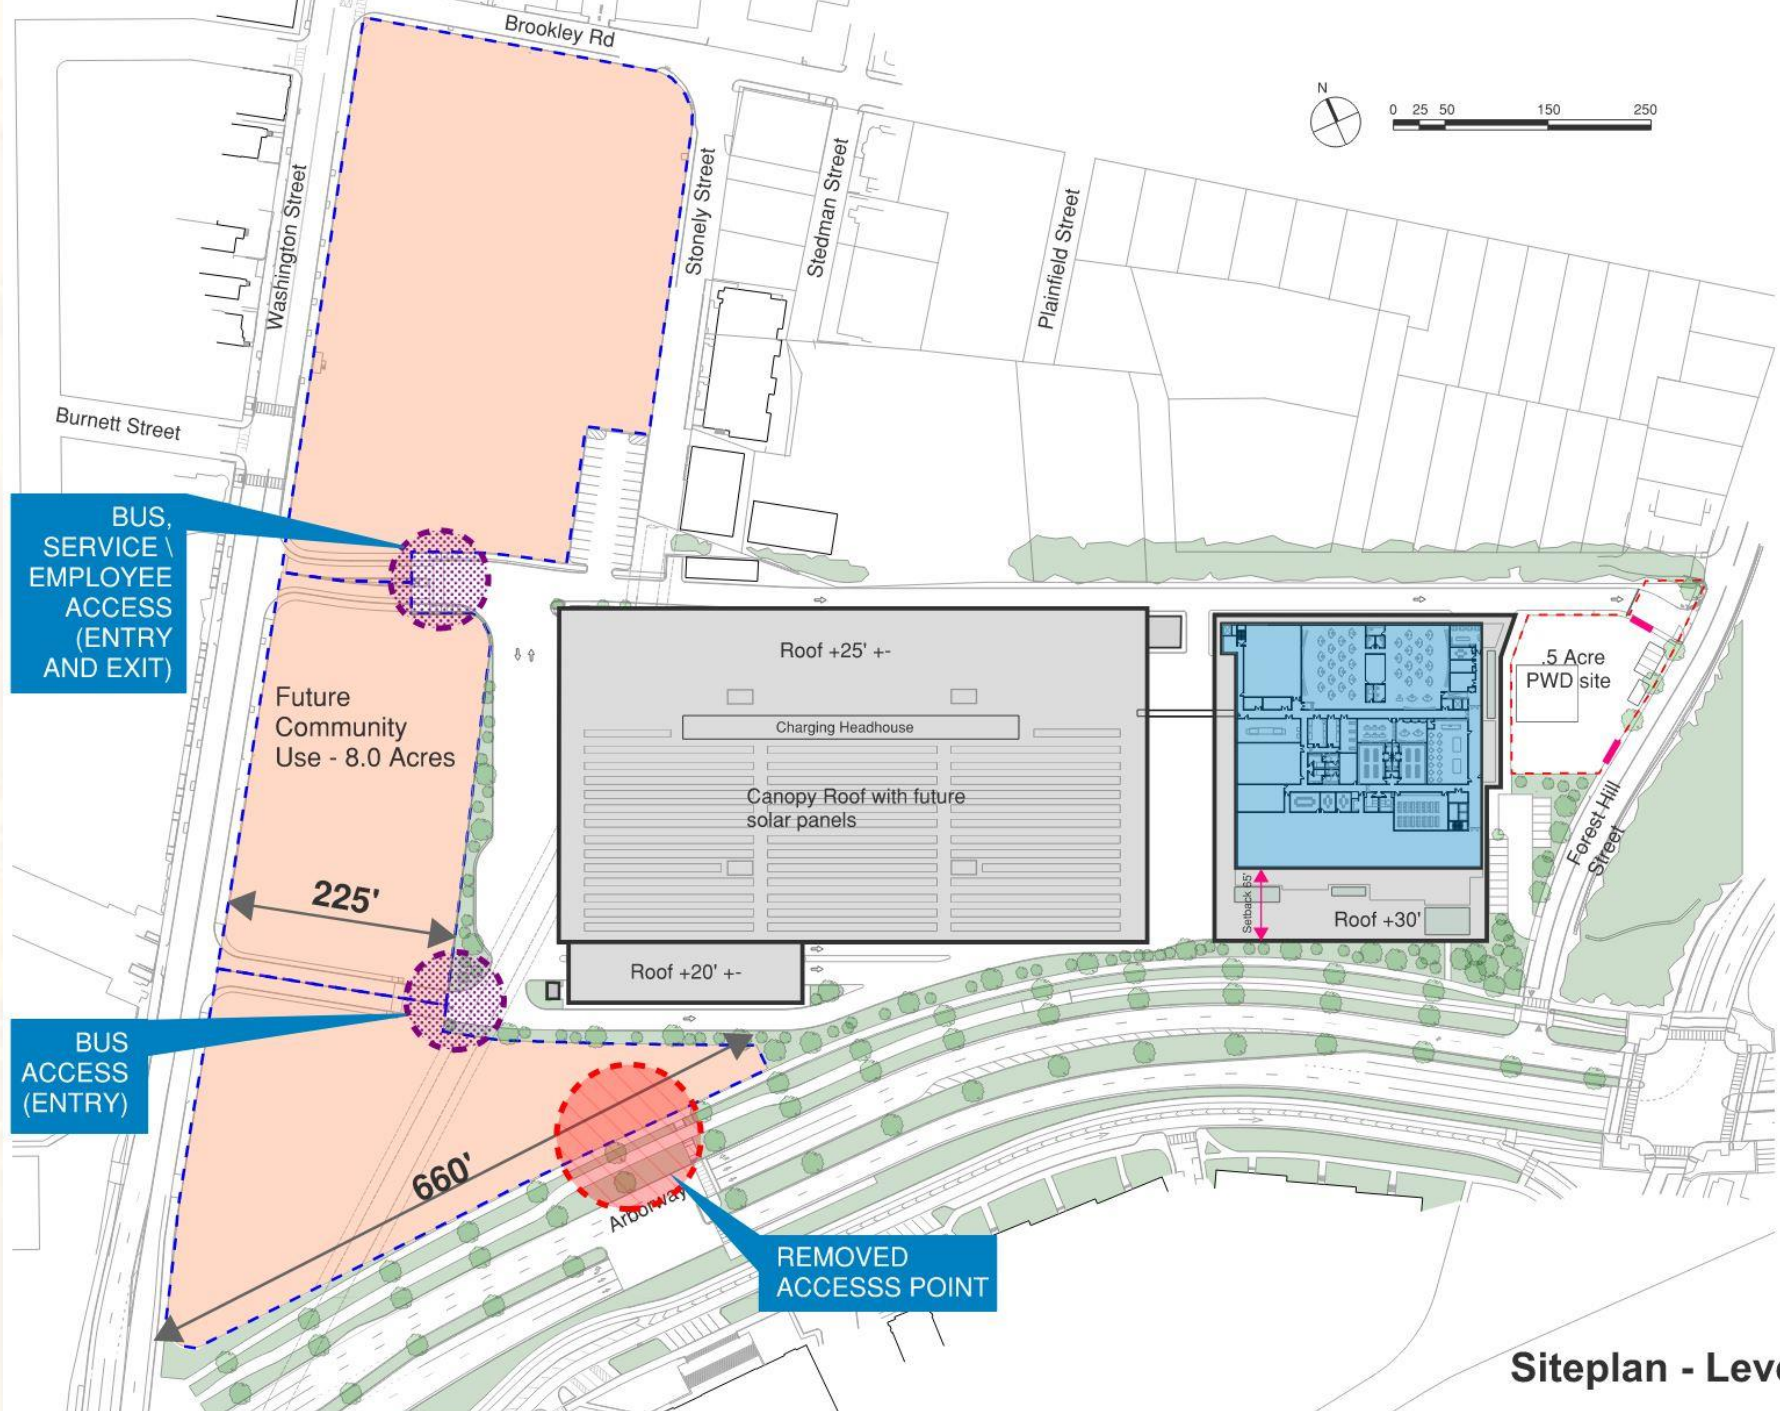 Brookley Rd
N
0 25 50 150 250
Washington Street
Stonely Street
Stedman Street
Plainfield Street
Burnett Street
BUS,
SERVICE \
EMPLOYEE
ACCESS
(ENTRY
AND EXIT)
Future
Community
Use - 8.0 Acres
Roof +25' +-
Charging Headhouse
Canopy Roof with future
solar panels
.5 Acre
PWD site
Forest Hill
Street
225'
Setback 65'
Roof +30'
Roof +20' +-
BUS
ACCESS
(ENTRY)
660'
Arborway
REMOVED
ACCESSS POINT
Siteplan - Leve